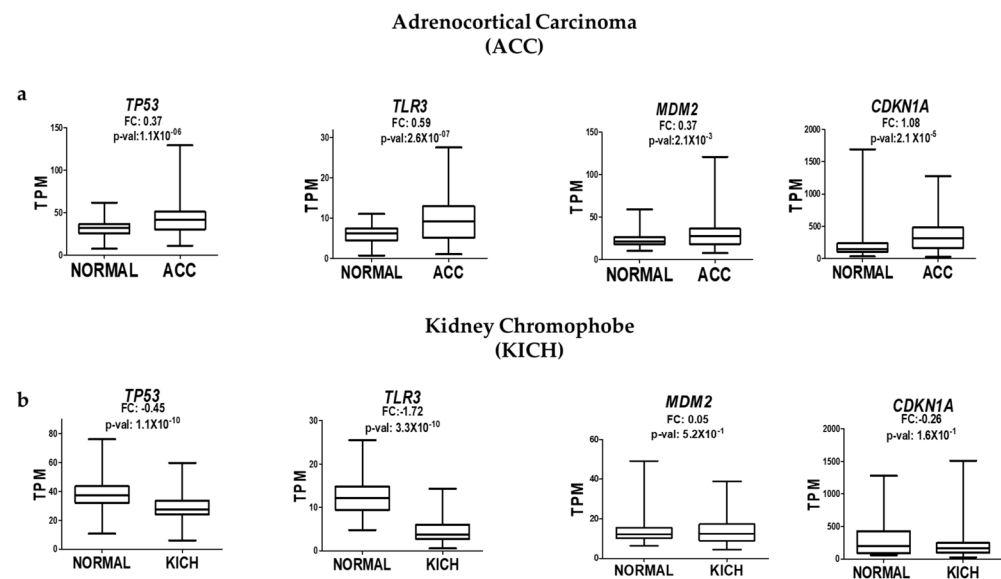 Adrenocortical Carcinoma
(ACC)
a
TP53
FC: 0.37
p-val:1.1X10⁻⁰⁶
TPM
150
100
50
0
NORMAL ACC
TLR3
FC: 0.59
p-val:2.6X10⁻⁰⁷
TPM
30
20
10
0
NORMAL ACC
MDM2
FC: 0.37
p-val:2.1X10⁻³
TPM
150
100
50
0
NORMAL ACC
CDKN1A
FC: 1.08
p-val:2.1 X10⁻⁵
TPM
2000
1500
1000
500
0
NORMAL ACC
Kidney Chromophobe
(KICH)
b
TP53
FC: -0.45
p-val: 1.1X10⁻¹⁰
TPM
80
60
40
20
0
NORMAL KICH
TLR3
FC:-1.72
p-val: 3.3X10⁻¹⁰
TPM
30
20
10
0
NORMAL KICH
MDM2
FC: 0.05
p-val: 5.2X10⁻¹
TPM
60
40
20
0
NORMAL KICH
CDKN1A
FC:-0.26
p-val: 1.6X10⁻¹
TPM
2000
1500
1000
500
0
NORMAL KICH